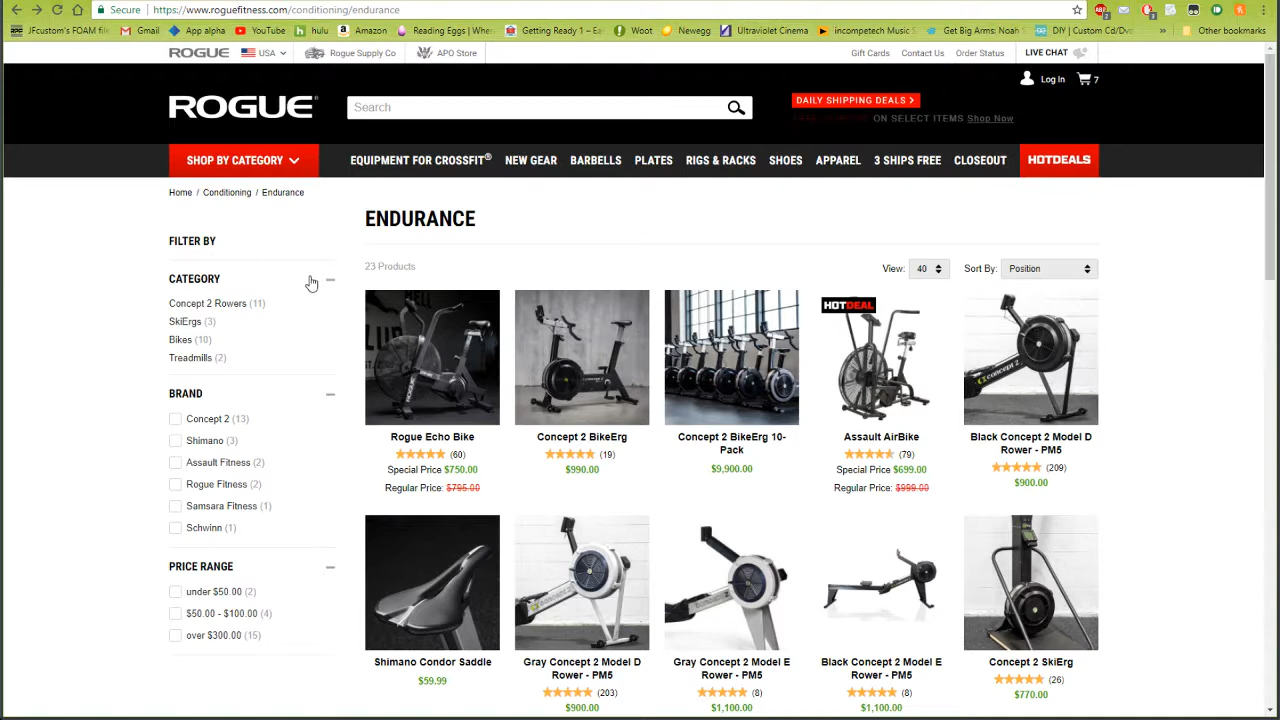 Secure https://www.roguefitness.com/conditioning/endurance
JFcustom's FOAM file Gmail App alpha YouTube hulu Amazon Reading Eggs | Wher Getting Ready 1 – Ea Woot Newegg Ultraviolet Cinema incompetech Music S Get Big Arms: Noah S DIY | Custom Cd/Dvd » Other bookmarks
ROGUE USA Rogue Supply Co APO Store Gift Cards Contact Us Order Status LIVE CHAT
Log In 7
ROGUE Search DAILY SHIPPING DEALS >
ON SELECT ITEMS Shop Now
SHOP BY CATEGORY EQUIPMENT FOR CROSSFIT® NEW GEAR BARBELLS PLATES RIGS & RACKS SHOES APPAREL 3 SHIPS FREE CLOSEOUT HOTDEALS
Home / Conditioning / Endurance
ENDURANCE
FILTER BY
23 Products View: 40 Sort By: Position
CATEGORY
Concept 2 Rowers (11)
SkiErgs (3)
Bikes (10)
Treadmills (2)
BRAND
Concept 2 (13)
Shimano (3)
Assault Fitness (2)
Rogue Fitness (2)
Samsara Fitness (1)
Schwinn (1)
PRICE RANGE
under $50.00 (2)
$50.00 - $100.00 (4)
over $300.00 (15)
HOTDEAL
Rogue Echo Bike
(60)
Special Price $750.00
Regular Price: $795.00
Concept 2 BikeErg
(19)
$990.00
Concept 2 BikeErg 10-
Pack
$9,900.00
Assault AirBike
(79)
Special Price $699.00
Regular Price: $999.00
Black Concept 2 Model D
Rower - PM5
(209)
$900.00
Shimano Condor Saddle
$59.99
Gray Concept 2 Model D
Rower - PM5
(203)
$900.00
Gray Concept 2 Model E
Rower - PM5
(8)
$1,100.00
Black Concept 2 Model E
Rower - PM5
(8)
$1,100.00
Concept 2 SkiErg
(26)
$770.00